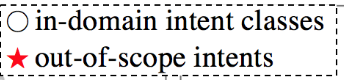 in-domain intent classes
out-of-scope intents